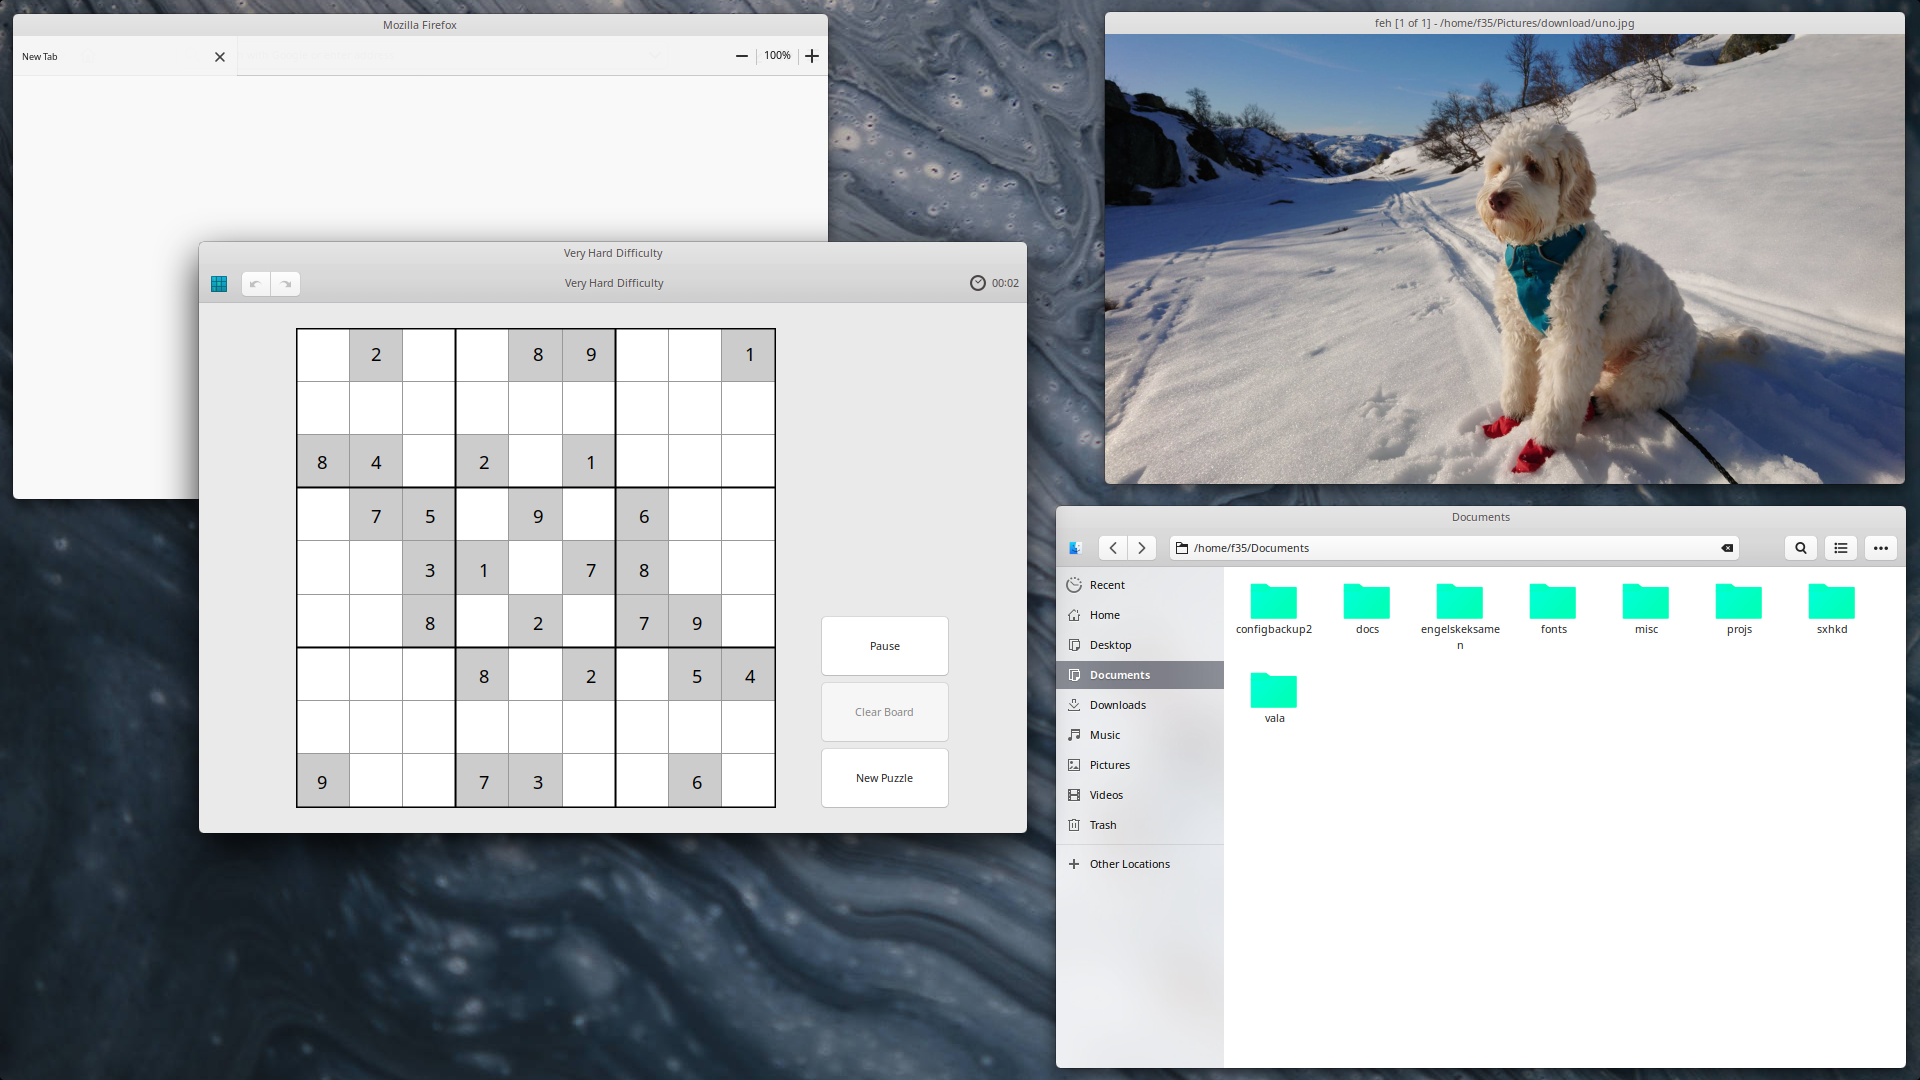 Mozilla Firefox
New Tab
100%
feh [1 of 1] - /home/f35/Pictures/download/uno.jpg
Very Hard Difficulty
Very Hard Difficulty
00:02
2 8 9 1
8 4 2 1
7 5 9 6
3 1 7 8
8 2 7 9
8 2 5 4
9 7 3 6
Pause
Clear Board
New Puzzle
Documents
/home/f35/Documents
Recent
Home
Desktop
Documents
Downloads
Music
Pictures
Videos
Trash
Other Locations
configbackup2 docs engelskeksamen fonts misc projs sxhkd
vala